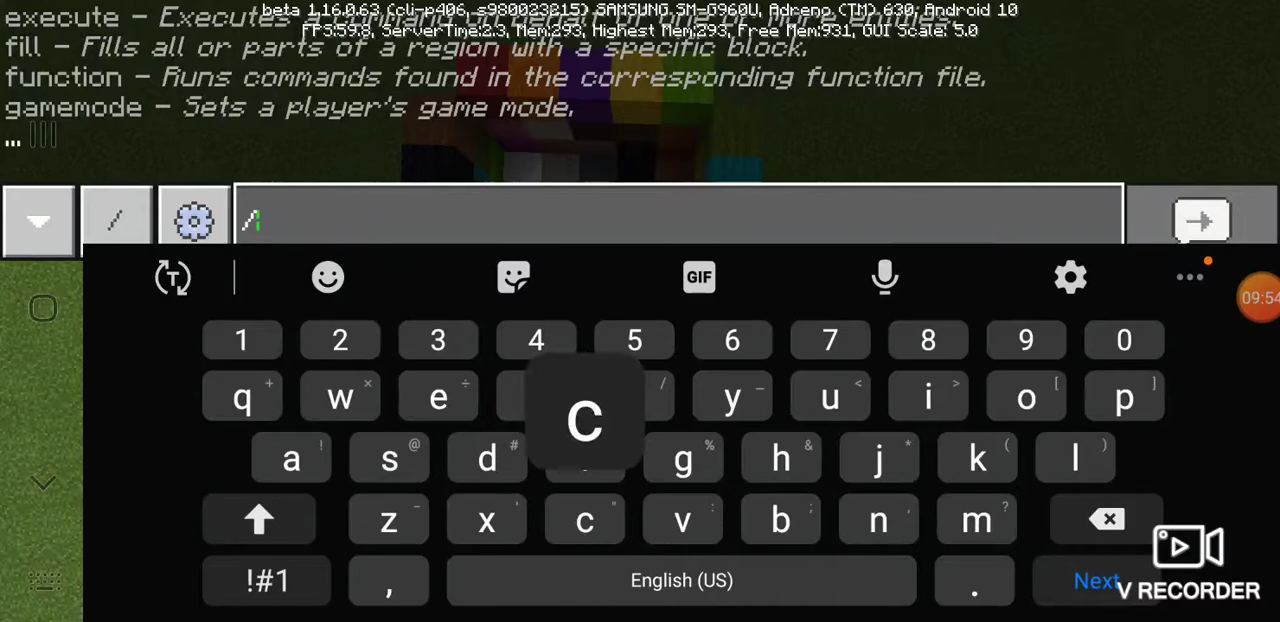 beta 1.16.0.63 (cli-p406, s980023215) SAMSUNG SM-G960U, Adreno (TM) 630, Android 10
execute – Executes a command on behalf of one or more entities.
FPS:59.8, ServerTime:2.3, Mem:293, Highest Mem:293, Free Mem:931, GUI Scale: 5.0
fill – Fills all or parts of a region with a specific block.
function – Runs commands found in the corresponding function file.
gamemode – Sets a player's game mode.
...
/
/
T GIF
09:54
1 2 3 4 5 6 7 8 9 0
q + w × e ÷ / y _ u < i > o [ p ]
c
a ! s @ d # g % h & j * k ( l )
z - x ' c " v : b ; n , m ?
!#1 , English (US) . Next
V RECORDER